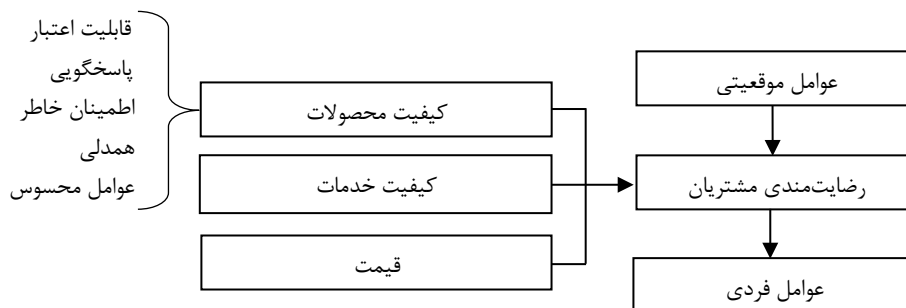 قابلیت اعتبار
پاسخگویی
اطمینان خاطر
همدلی
عوامل محسوس
کیفیت محصولات
کیفیت خدمات
قیمت
عوامل موقعیتی
رضایت‌مندی مشتریان
عوامل فردی